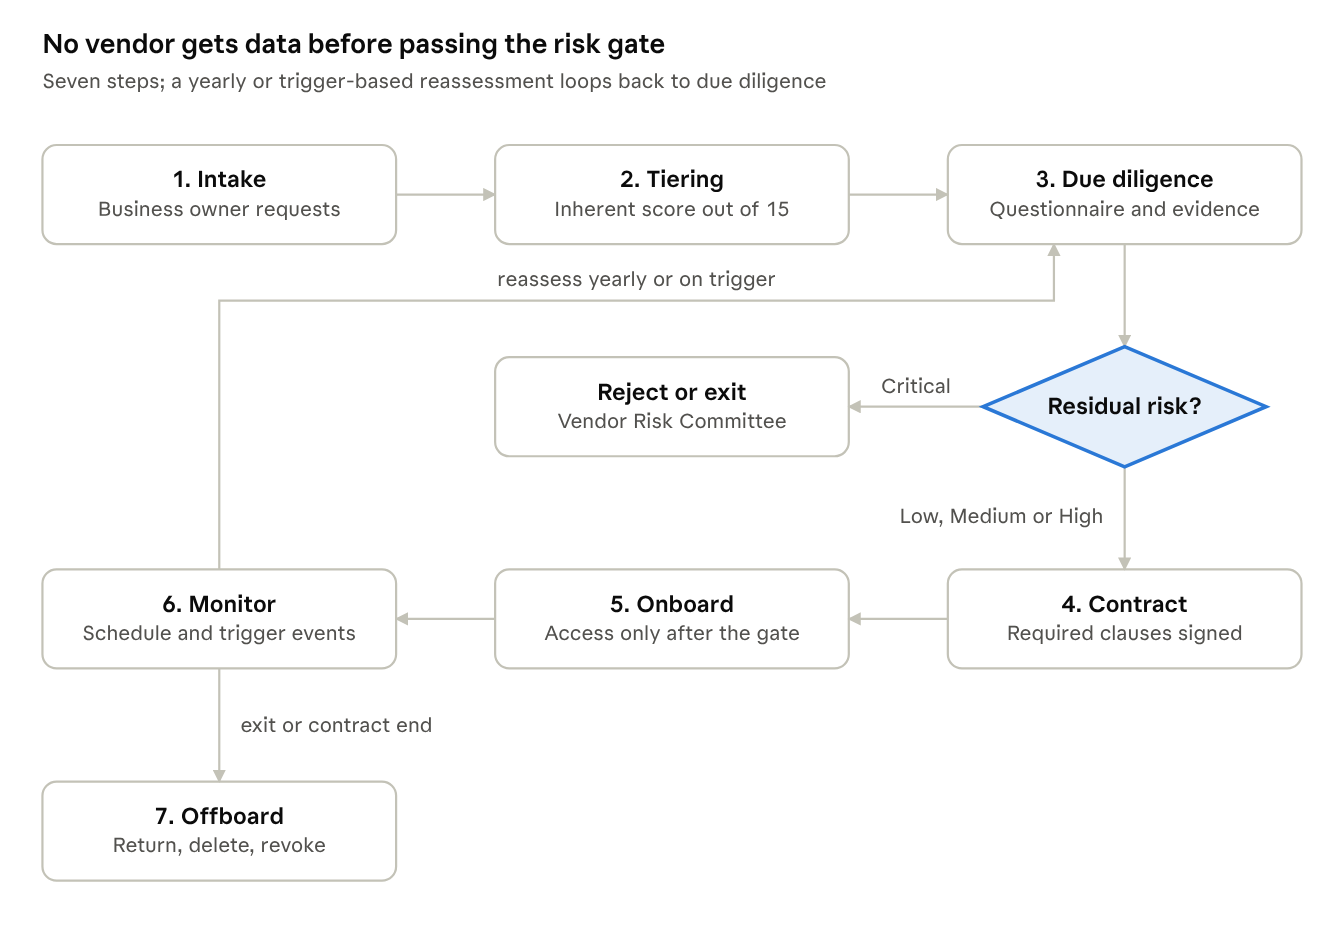 No vendor gets data before passing the risk gate
Seven steps; a yearly or trigger-based reassessment loops back to due diligence
1. Intake
Business owner requests
2. Tiering
Inherent score out of 15
3. Due diligence
Questionnaire and evidence
reassess yearly or on trigger
Reject or exit
Vendor Risk Committee
Critical
Residual risk?
Low, Medium or High
6. Monitor
Schedule and trigger events
5. Onboard
Access only after the gate
4. Contract
Required clauses signed
exit or contract end
7. Offboard
Return, delete, revoke